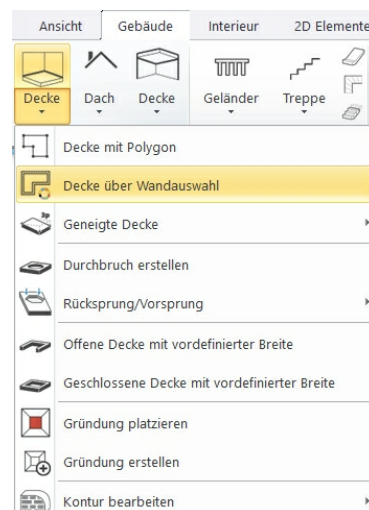 Ansicht Gebäude Interieur 2D Elemente
Decke Dach Decke Geländer Treppe
Decke mit Polygon
Decke über Wandauswahl
Geneigte Decke
Durchbruch erstellen
Rücksprung/Vorsprung
Offene Decke mit vordefinierter Breite
Geschlossene Decke mit vordefinierter Breite
Gründung platzieren
Gründung erstellen
Kontur bearbeiten